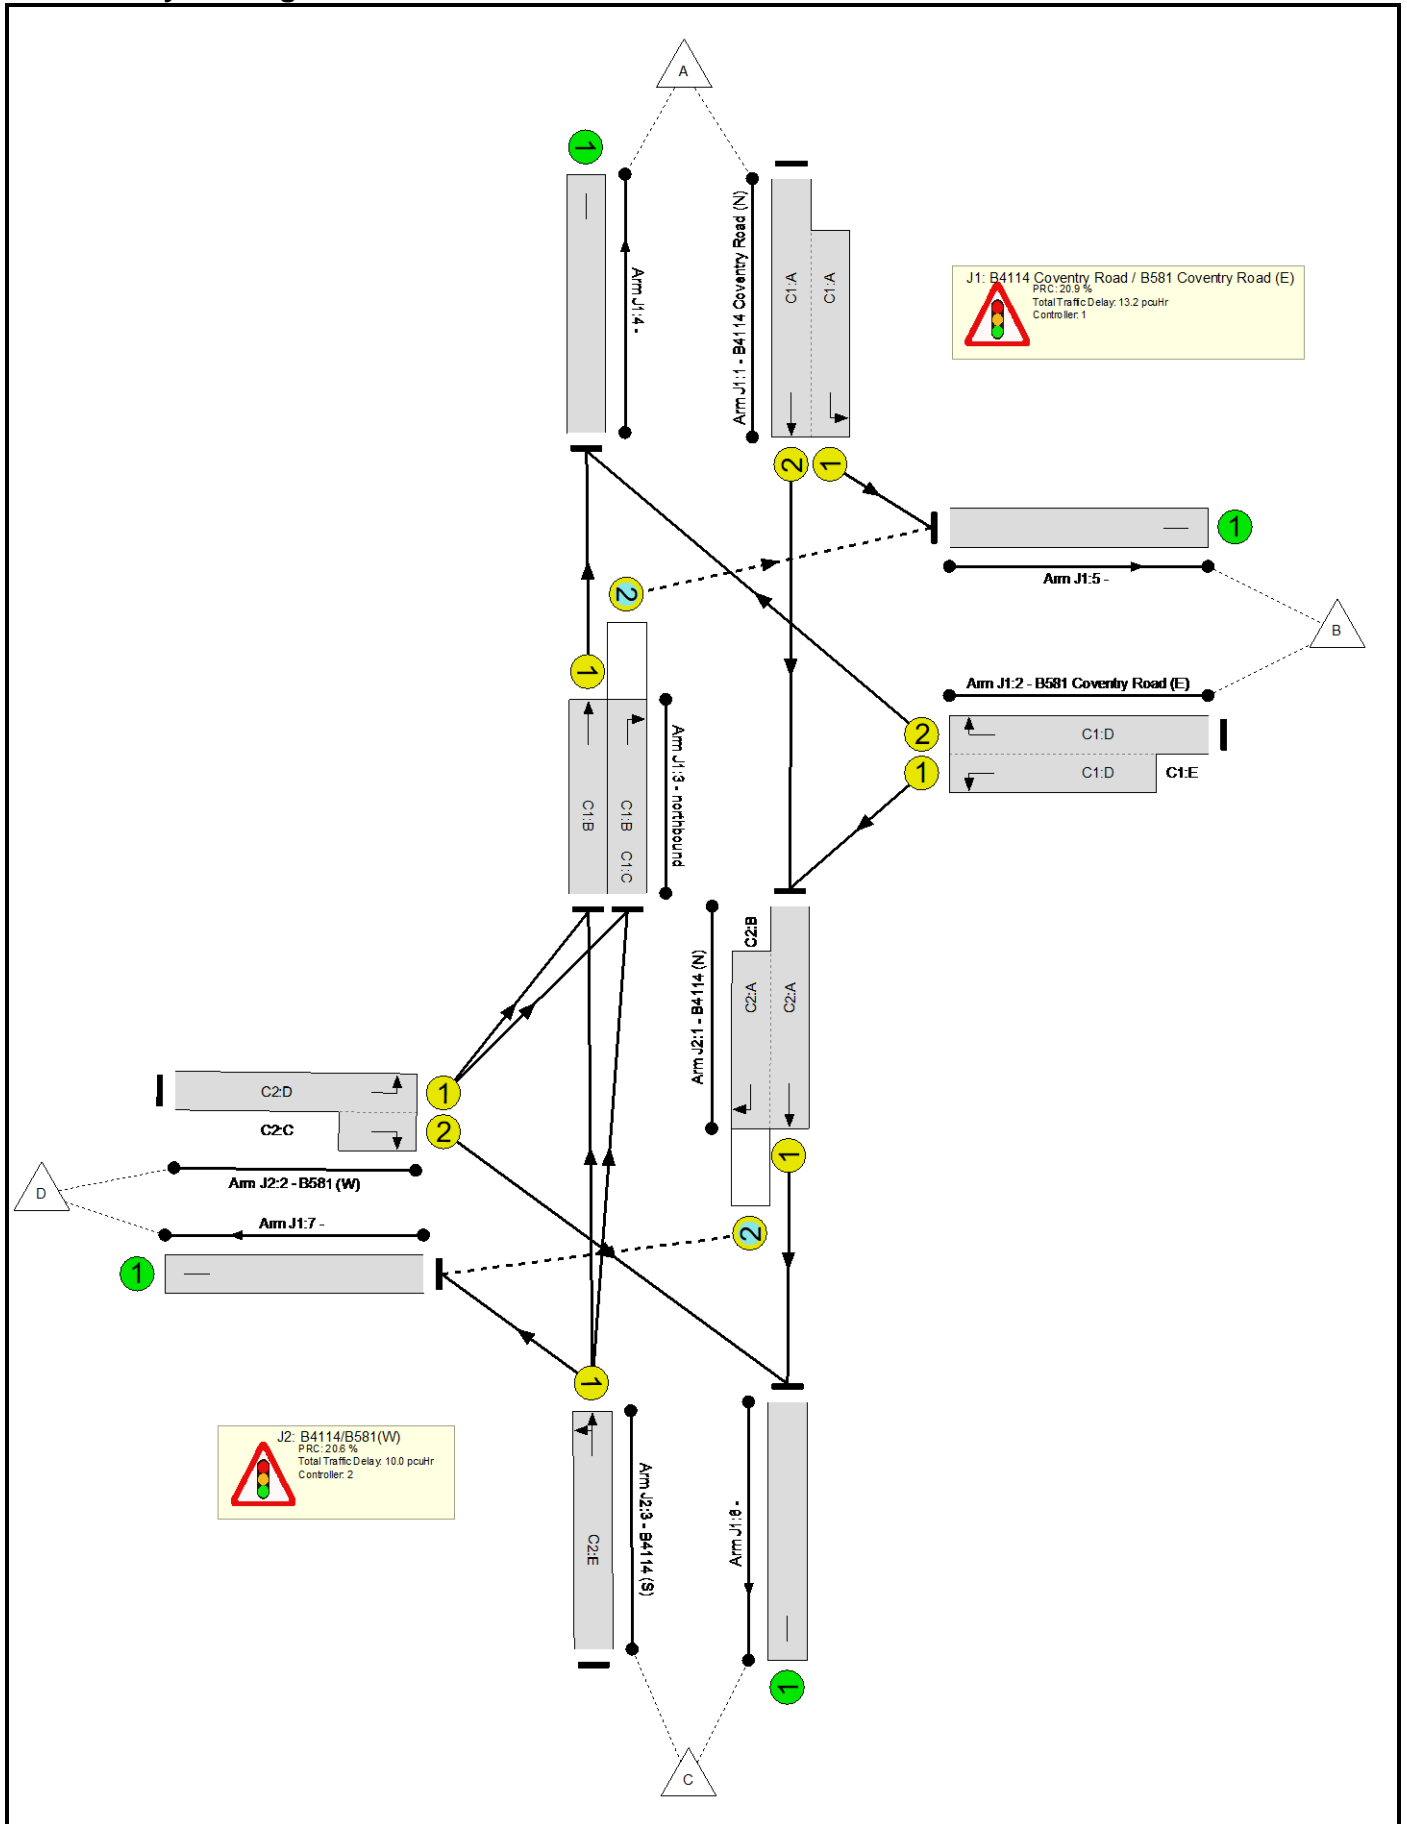 A
1
Arm J1:4 -
Arm J1:1 - B4114 Coventry Road (N)
C1:A
C1:A
J1: B4114 Coventry Road / B581 Coventry Road (E)
PRC: 20.9 %
Total Traffic Delay: 13.2 pcuHr
Controller: 1
2
1
1
Arm J1:5 -
2
B
1
Arm J1:2 - B581 Coventry Road (E)
2
C1:D
1
C1:D
C1:E
Arm J1:3 - northbound
C1:B
C1:B
C1:C
C2:B
Arm J2:1 - B4114 (N)
C2:A
C2:A
C2:D
1
C2:C
2
1
Arm J2:2 - B581 (W)
D
Arm J1:7 -
2
1
1
J2: B4114/B581(W)
PRC: 20.6 %
Total Traffic Delay: 10.0 pcuHr
Controller: 2
Arm J2:3 - B4114 (S)
C2:E
Arm J1:6 -
1
C